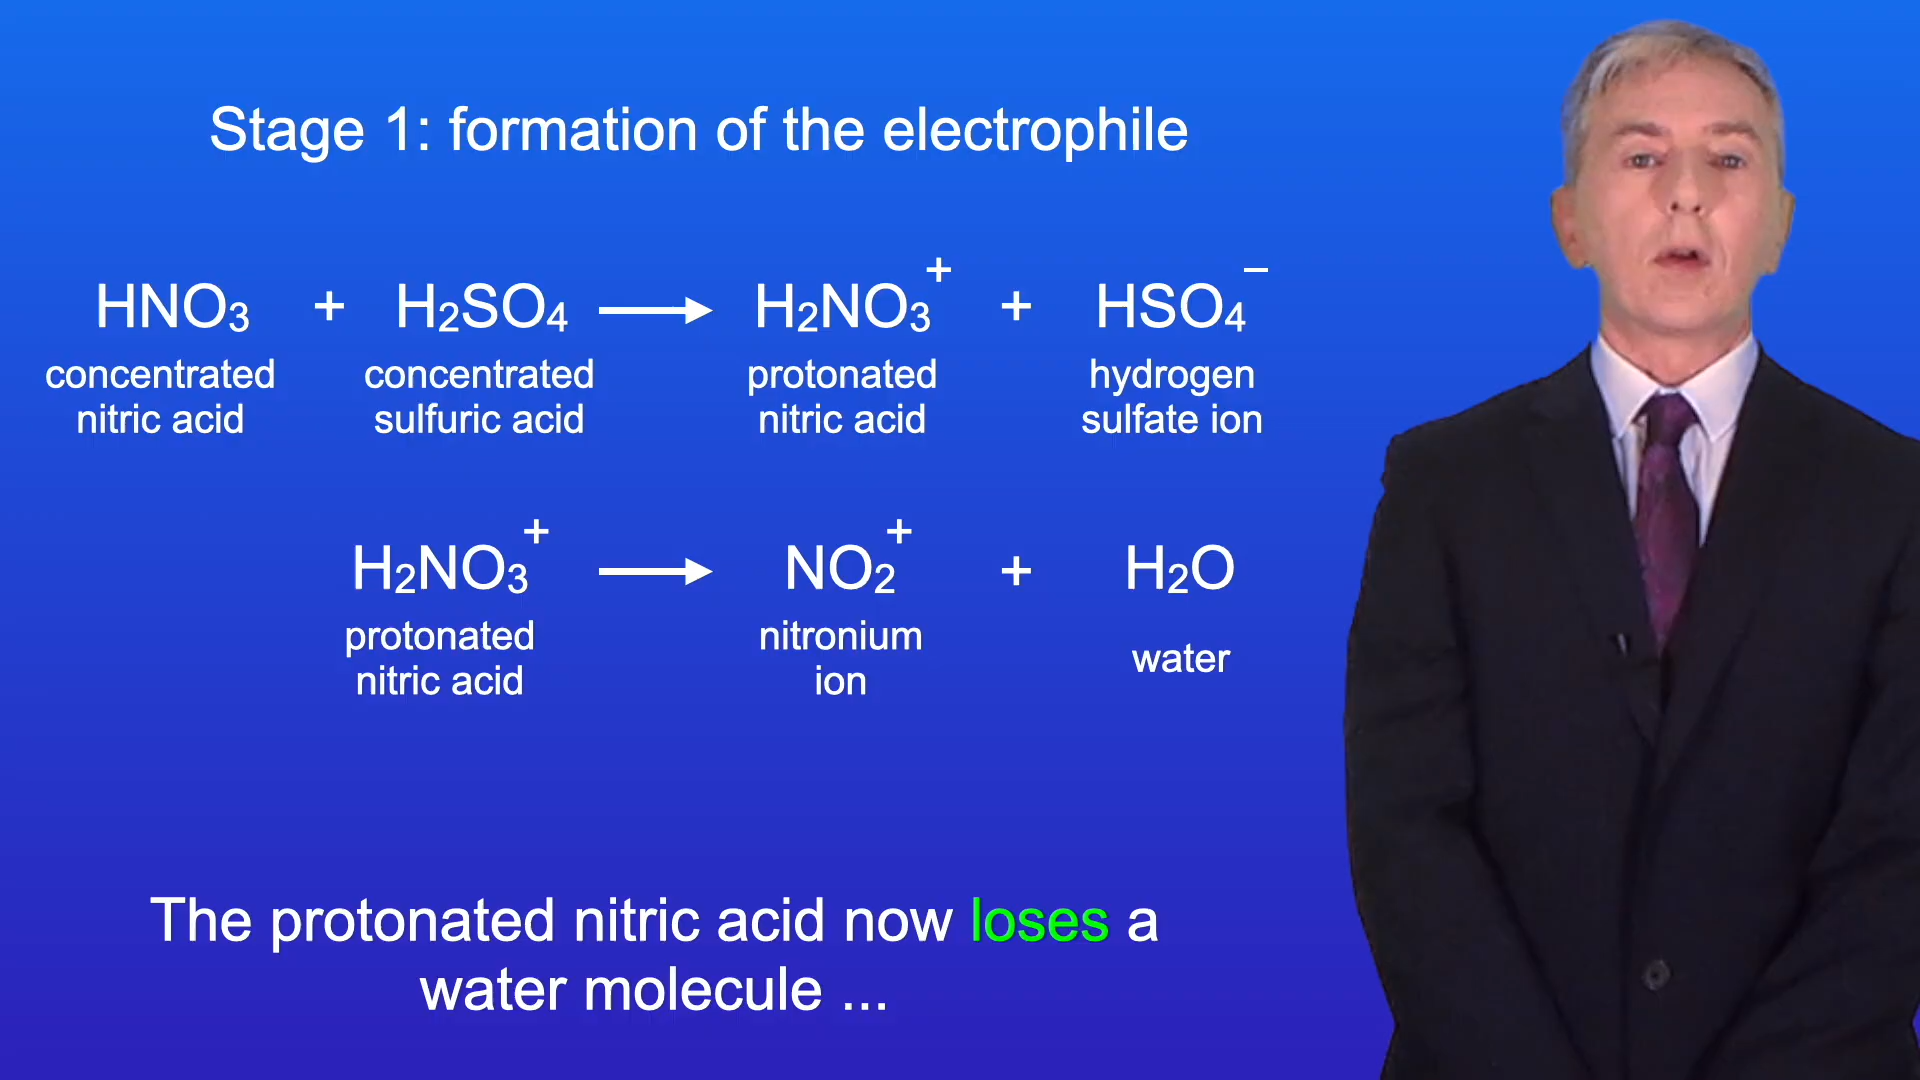 Stage 1: formation of the electrophile
HNO₃ + H₂SO₄ ⟶ H₂NO₃⁺ + HSO₄⁻
concentrated nitric acid concentrated sulfuric acid protonated nitric acid hydrogen sulfate ion
H₂NO₃⁺ ⟶ NO₂⁺ + H₂O
protonated nitric acid nitronium ion water
The protonated nitric acid now loses a
water molecule ...